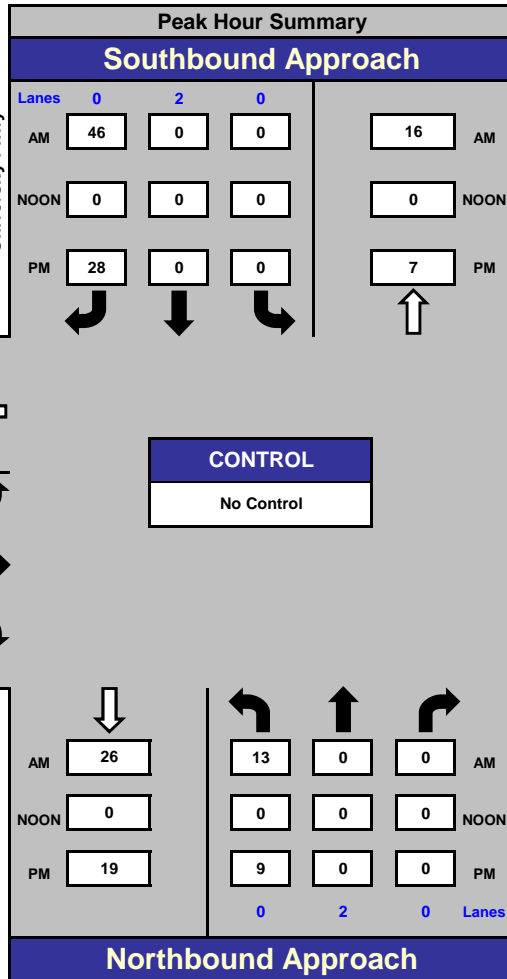 Peak Hour Summary
Southbound Approach
Lanes 0 2 0
AM 46 0 0 16 AM
NOON 0 0 0 0 NOON
PM 28 0 0 7 PM
CONTROL
No Control
AM 26 13 0 0 AM
NOON 0 0 0 0 NOON
PM 19 9 0 0 PM
0 2 0 Lanes
Northbound Approach